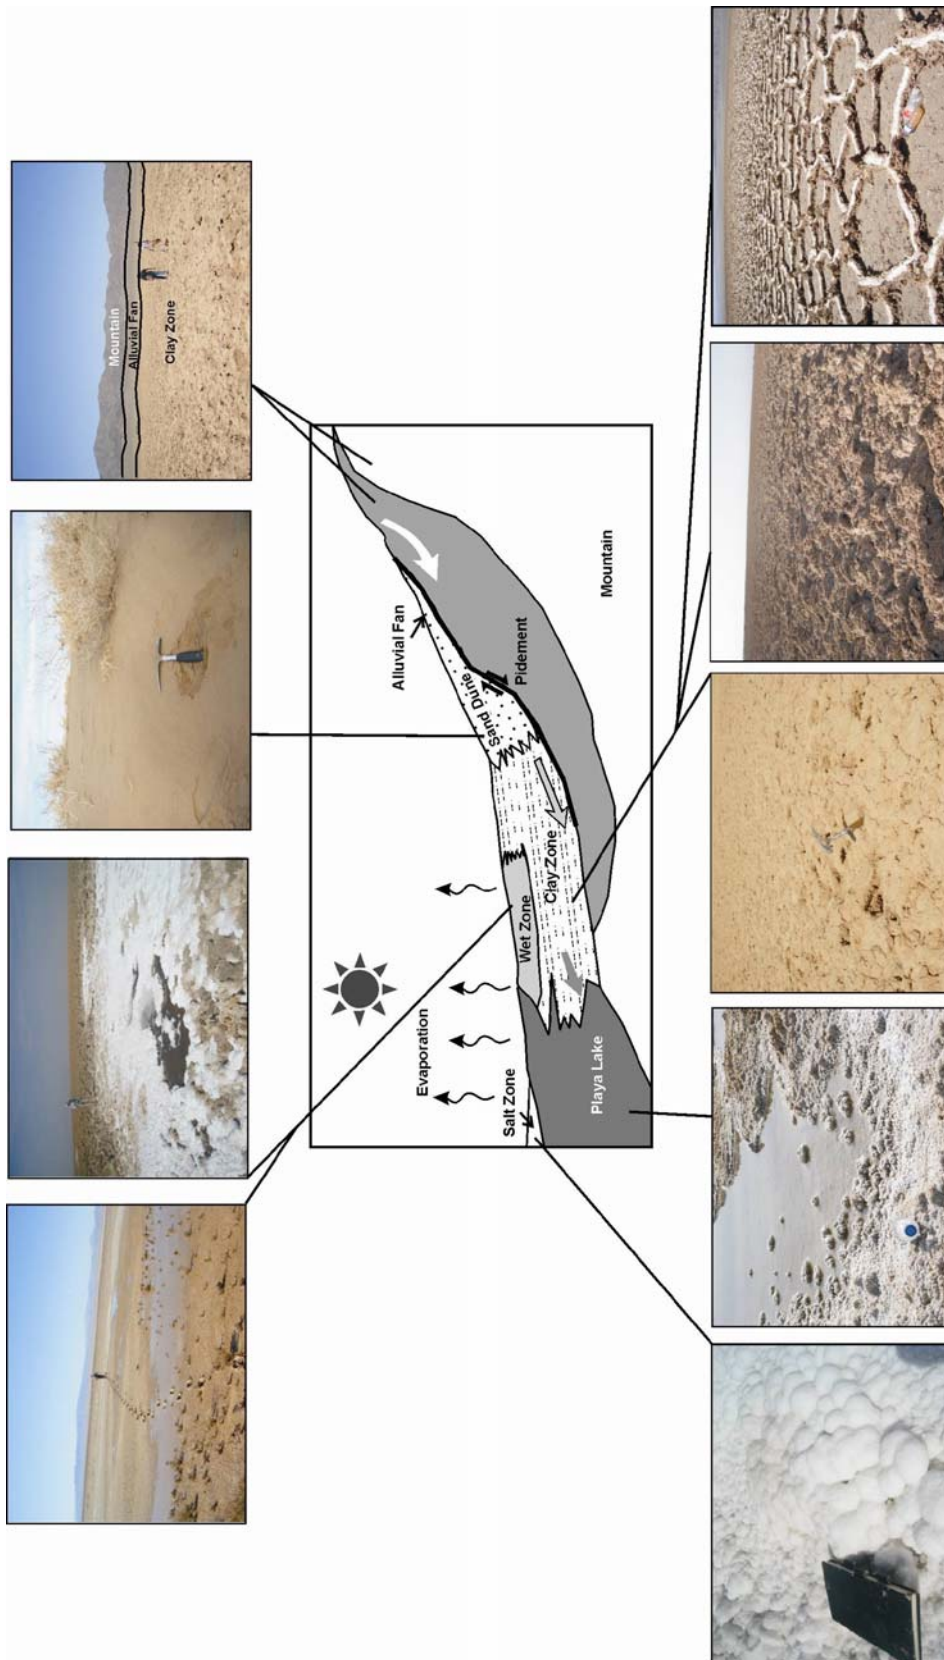 Mountain
Alluvial Fan
Clay Zone
Alluvial Fan
Sand Dune
Pidement
Mountain
Clay Zone
Wet Zone
Evaporation
Salt Zone
Playa Lake